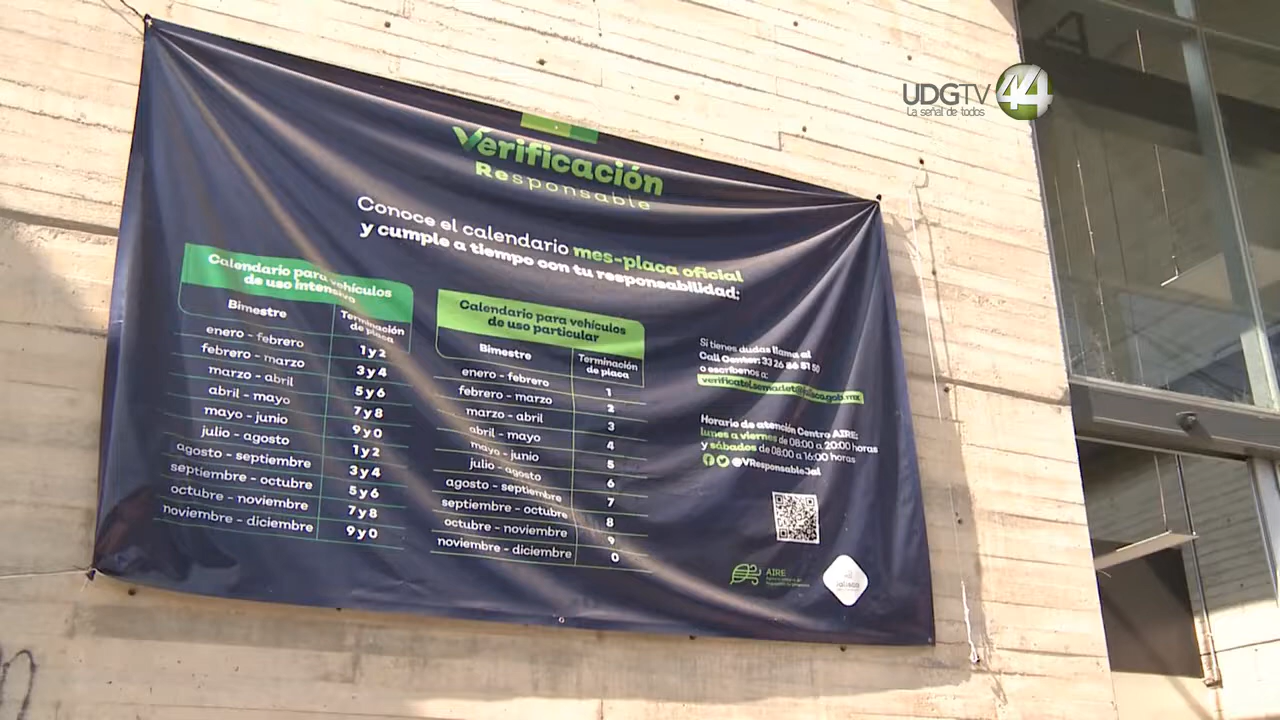 UDGTV 44
La señal de todos
Verificación
Responsable
Conoce el calendario mes-placa oficial
y cumple a tiempo con tu responsabilidad:
Calendario para vehículos
de uso intensivo
Bimestre Terminación de placa
enero - febrero 1 y 2
febrero - marzo 3 y 4
marzo - abril 5 y 6
abril - mayo 7 y 8
mayo - junio 9 y 0
julio - agosto 1 y 2
agosto - septiembre 3 y 4
septiembre - octubre 5 y 6
octubre - noviembre 7 y 8
noviembre - diciembre 9 y 0
Calendario para vehículos
de uso particular
Bimestre Terminación de placa
enero - febrero 1
febrero - marzo 2
marzo - abril 3
abril - mayo 4
mayo - junio 5
julio - agosto 6
agosto - septiembre 7
septiembre - octubre 8
octubre - noviembre 9
noviembre - diciembre 0
Si tienes dudas llama al
Call Center: 33 26 86 81 50
o escríbenos a:
verificatel.semadet@jalisco.gob.mx
Horario de atención Centro AIRE:
lunes a viernes de 08:00 a 20:00 horas
y sábados de 08:00 a 16:00 horas
@VResponsableJal
AIRE
Jalisco